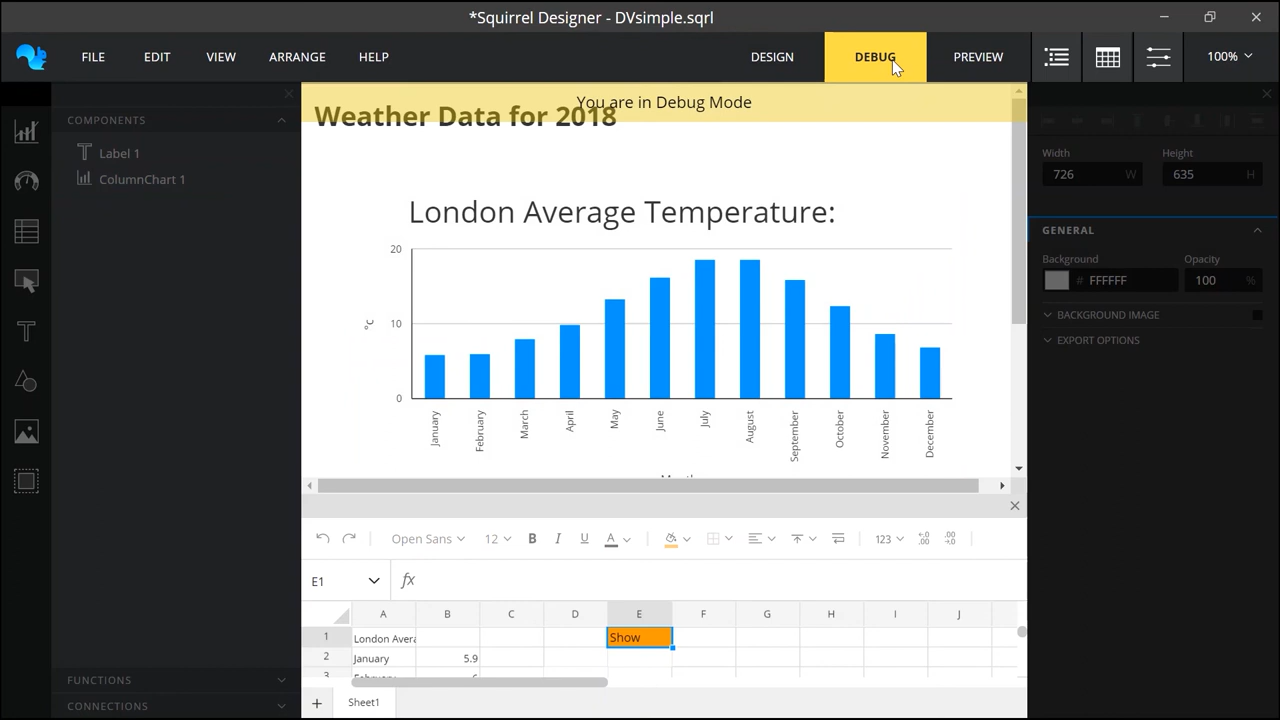 *Squirrel Designer - DVsimple.sqrl
FILE EDIT VIEW ARRANGE HELP DESIGN DEBUG PREVIEW 100%
You are in Debug Mode
COMPONENTS
Label 1
ColumnChart 1
FUNCTIONS
CONNECTIONS
Weather Data for 2018
London Average Temperature:
20
10
0
°c
January February March April May June July August September October November December
Width Height
726 W 635 H
GENERAL
Background Opacity
# FFFFFF 100 %
BACKGROUND IMAGE
EXPORT OPTIONS
Open Sans 12 B I U A 123
E1 fx
A B C D E F G H I J
1 London Avera Show
2 January 5.9
3
+ Sheet1